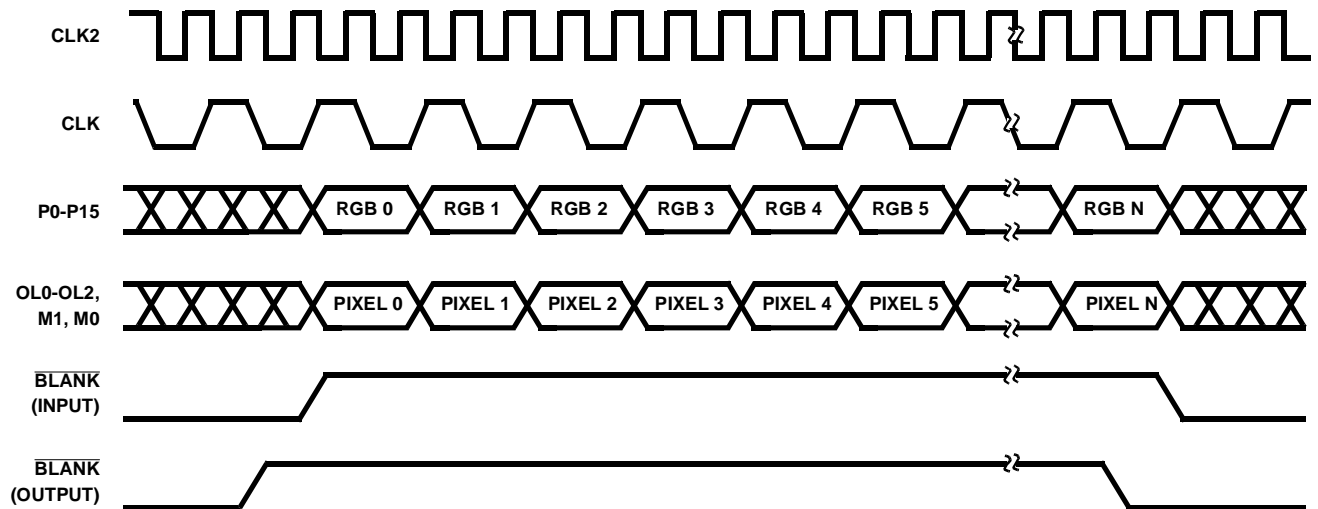 CLK2
CLK
P0-P15
RGB 0 RGB 1 RGB 2 RGB 3 RGB 4 RGB 5 RGB N
OL0-OL2,
M1, M0
PIXEL 0 PIXEL 1 PIXEL 2 PIXEL 3 PIXEL 4 PIXEL 5 PIXEL N
BLANK
(INPUT)
BLANK
(OUTPUT)